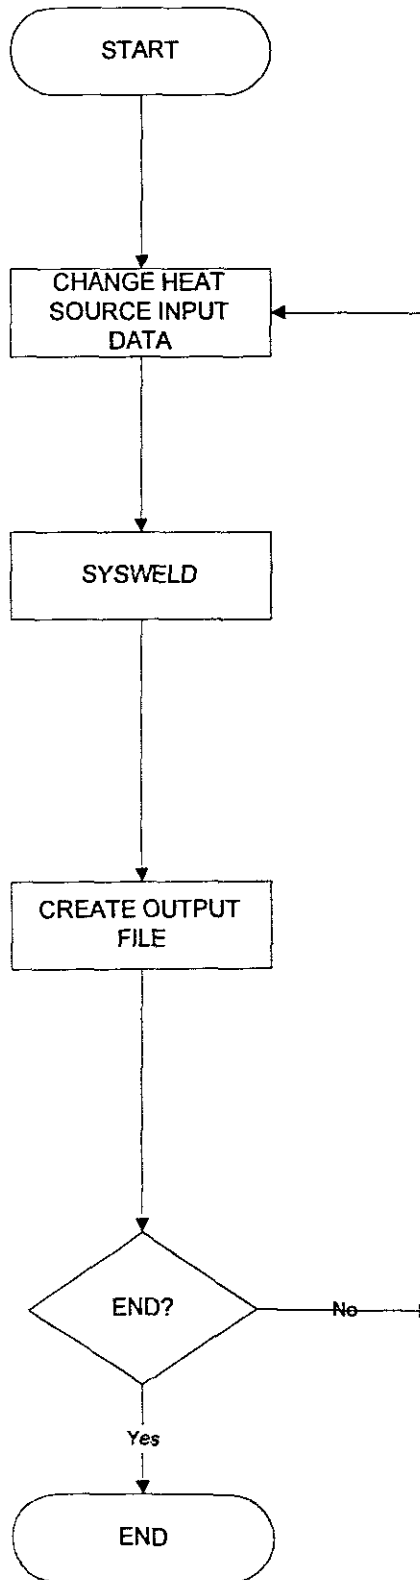 START
CHANGE HEAT
SOURCE INPUT
DATA
SYSWELD
CREATE OUTPUT
FILE
END?
No
Yes
END